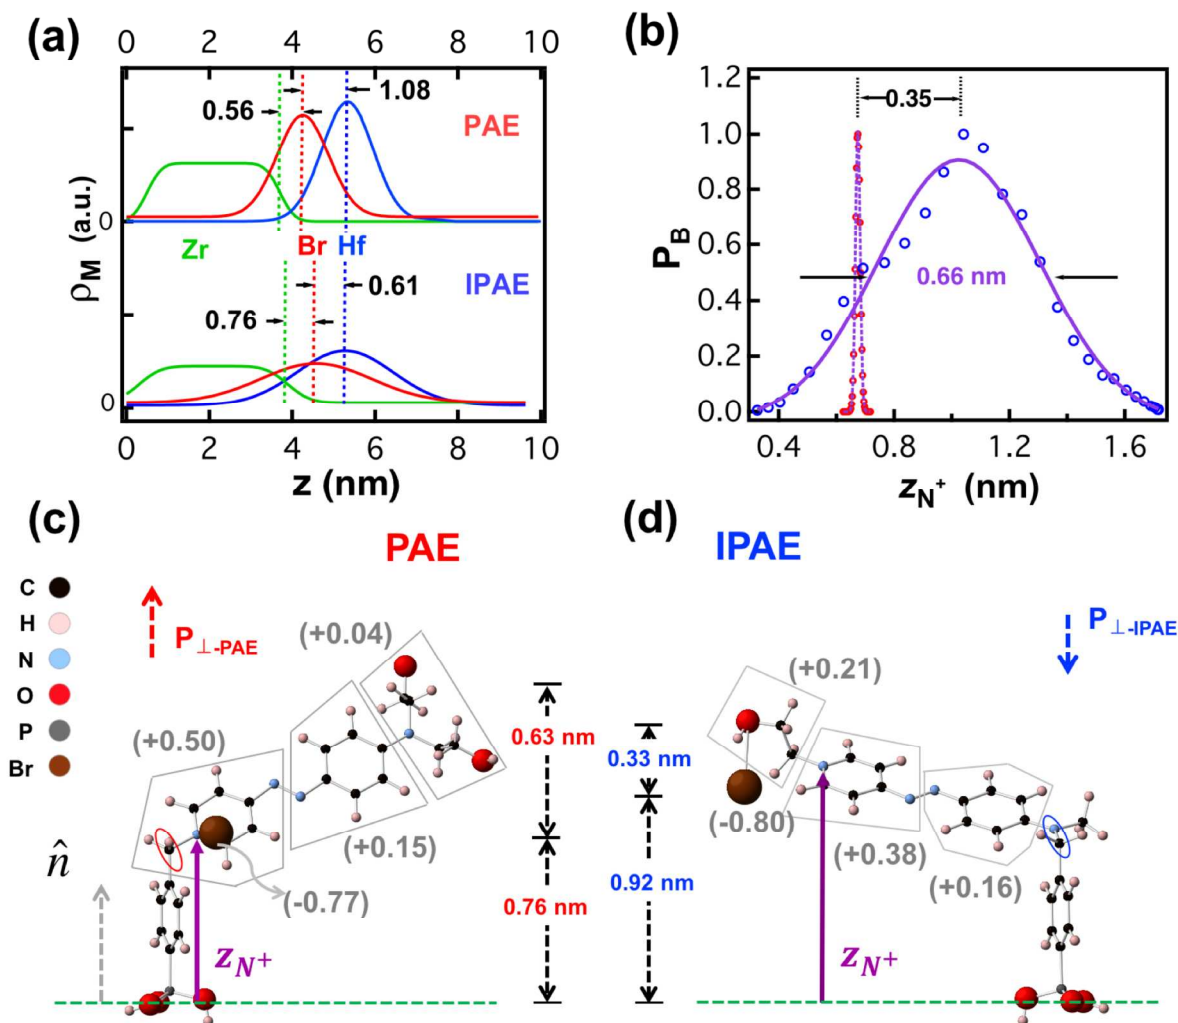 (a)
0 2 4 6 8 10
0.56
1.08
PAE
0
Zr Br Hf
ρM (a.u.)
0.61
IPAE
0.76
0
0 2 4 6 8 10
z (nm)
(b)
1.2
0.35
1.0
0.8
0.6
0.66 nm
0.4
0.2
0.0
PB
0.4 0.8 1.2 1.6
zN+ (nm)
(c)
PAE
C
H
N
O
P
Br
P⊥-PAE
(+0.04)
(+0.50)
(+0.15)
(-0.77)
n̂
zN+
0.63 nm
0.76 nm
(d)
IPAE
P⊥-IPAE
(+0.21)
0.33 nm
(-0.80)
(+0.38)
(+0.16)
0.92 nm
zN+